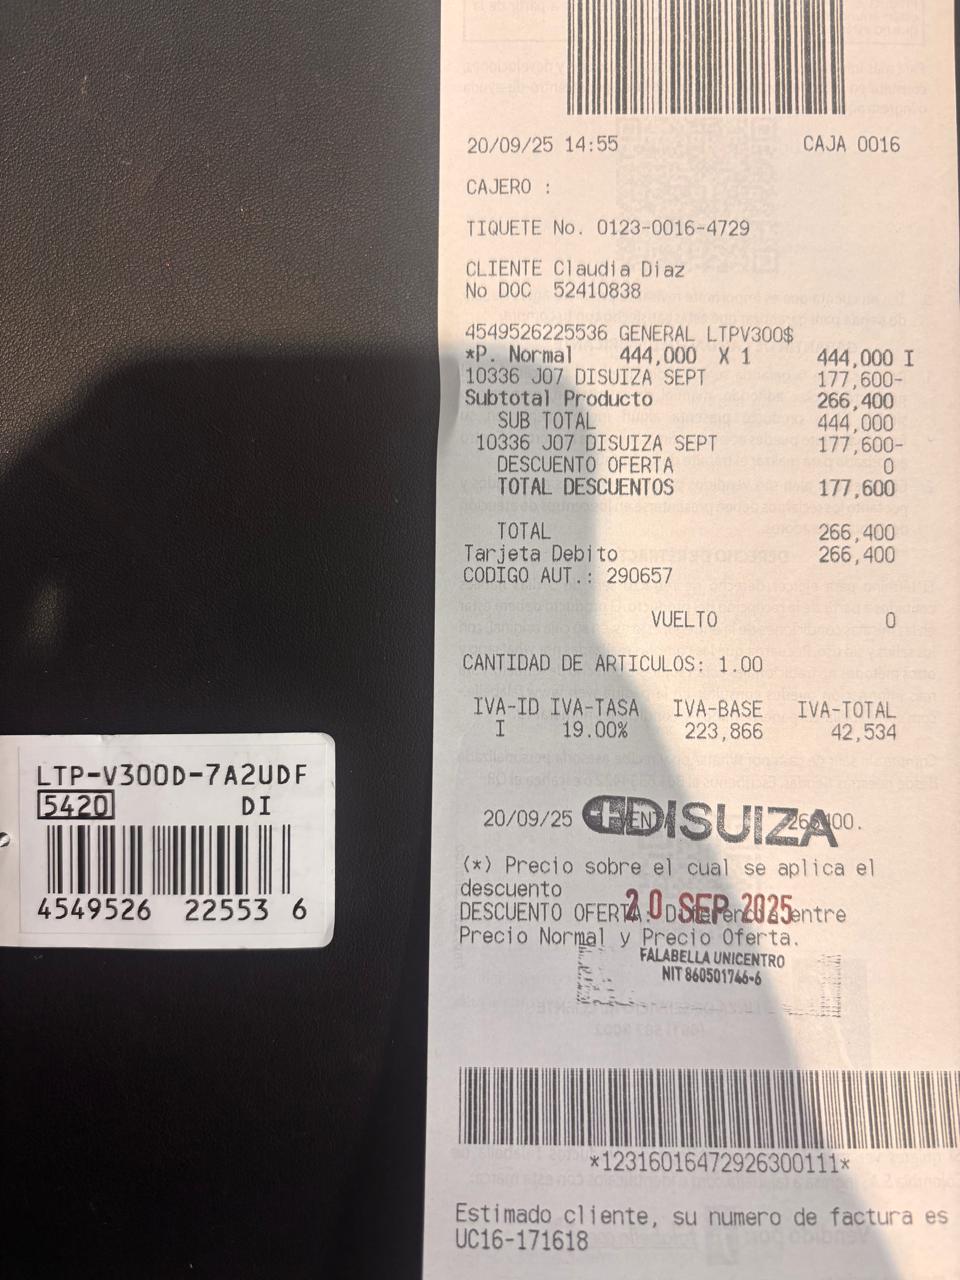 20/09/25 14:55 CAJA 0016
CAJERO :
TIQUETE No. 0123-0016-4729
CLIENTE Claudia Diaz
No DOC 52410838
4549526225536 GENERAL LTPV300$
*P. Normal 444,000 X 1 444,000 I
10336 J07 DISUIZA SEPT 177,600-
Subtotal Producto 266,400
SUB TOTAL 444,000
10336 J07 DISUIZA SEPT 177,600-
DESCUENTO OFERTA 0
TOTAL DESCUENTOS 177,600
TOTAL 266,400
Tarjeta Debito 266,400
CODIGO AUT.: 290657
VUELTO 0
CANTIDAD DE ARTICULOS: 1.00
IVA-ID IVA-TASA IVA-BASE IVA-TOTAL
I 19.00% 223,866 42,534
20/09/25
DISUIZA
(*) Precio sobre el cual se aplica el
descuento
20 SEP 2025
DESCUENTO OFERTA: Diferencia entre
Precio Normal y Precio Oferta.
FALABELLA UNICENTRO
NIT 860501746-6
*12316016472926300111*
Estimado cliente, su numero de factura es
UC16-171618
LTP-V300D-7A2UDF
5420 DI
4549526 22553 6